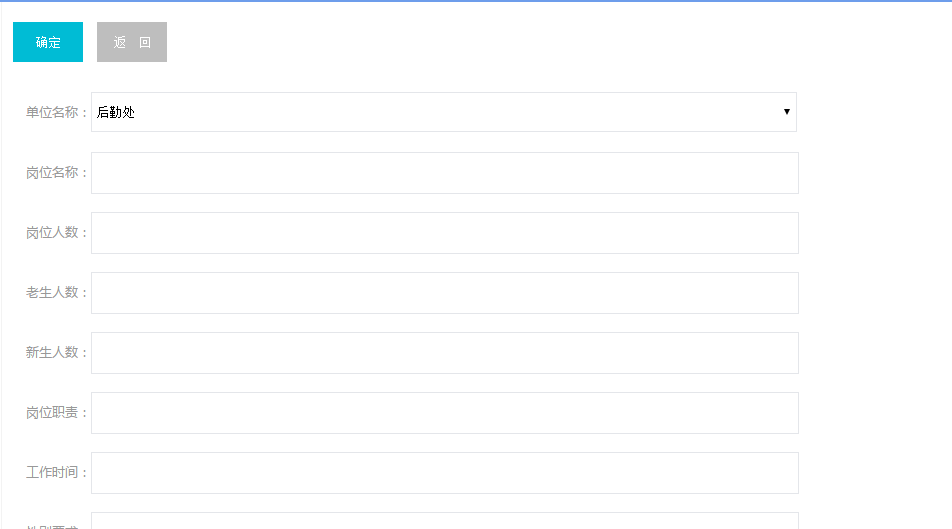 确定 返 回
单位名称： 后勤处
岗位名称：
岗位人数：
老生人数：
新生人数：
岗位职责：
工作时间：